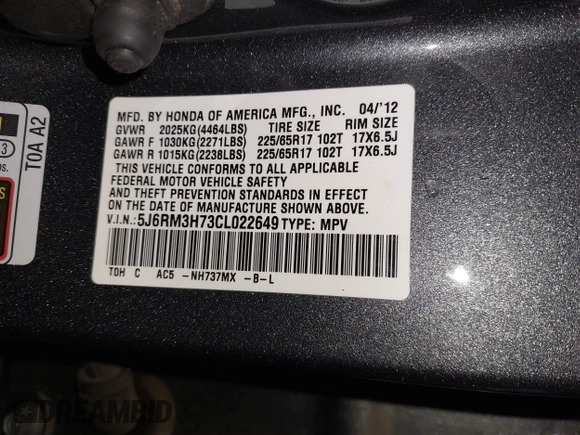 MFD. BY HONDA OF AMERICA MFG., INC. 04/'12
GVWR 2025KG(4464LBS) TIRE SIZE RIM SIZE
GAWR F 1030KG(2271LBS) 225/65R17 102T 17X6.5J
GAWR R 1015KG(2238LBS) 225/65R17 102T 17X6.5J
THIS VEHICLE CONFORMS TO ALL APPLICABLE
FEDERAL MOTOR VEHICLE SAFETY
AND THEFT PREVENTION STANDARDS IN EFFECT
ON THE DATE OF MANUFACTURE SHOWN ABOVE.
V.I.N.: 5J6RM3H73CL022649 TYPE: MPV
TOH C AC5 -NH737MX -B-L
T0A A2
3
DREAMBID